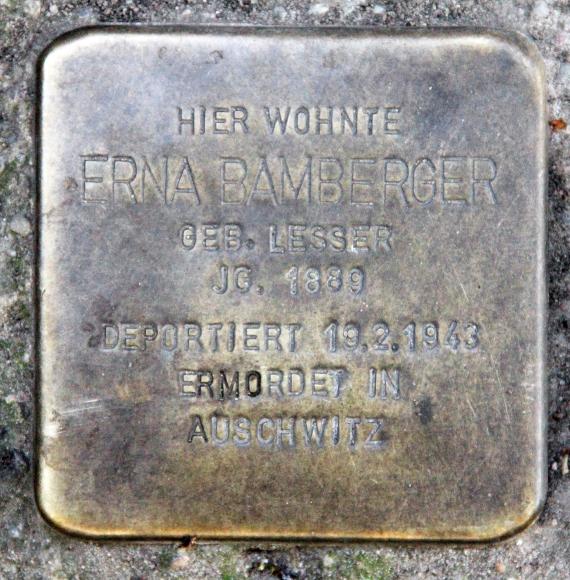 HIER WOHNTE
ERNA BAMBERGER
GEB. LESSER
JG. 1889
DEPORTIERT 19.2.1943
ERMORDET IN
AUSCHWITZ